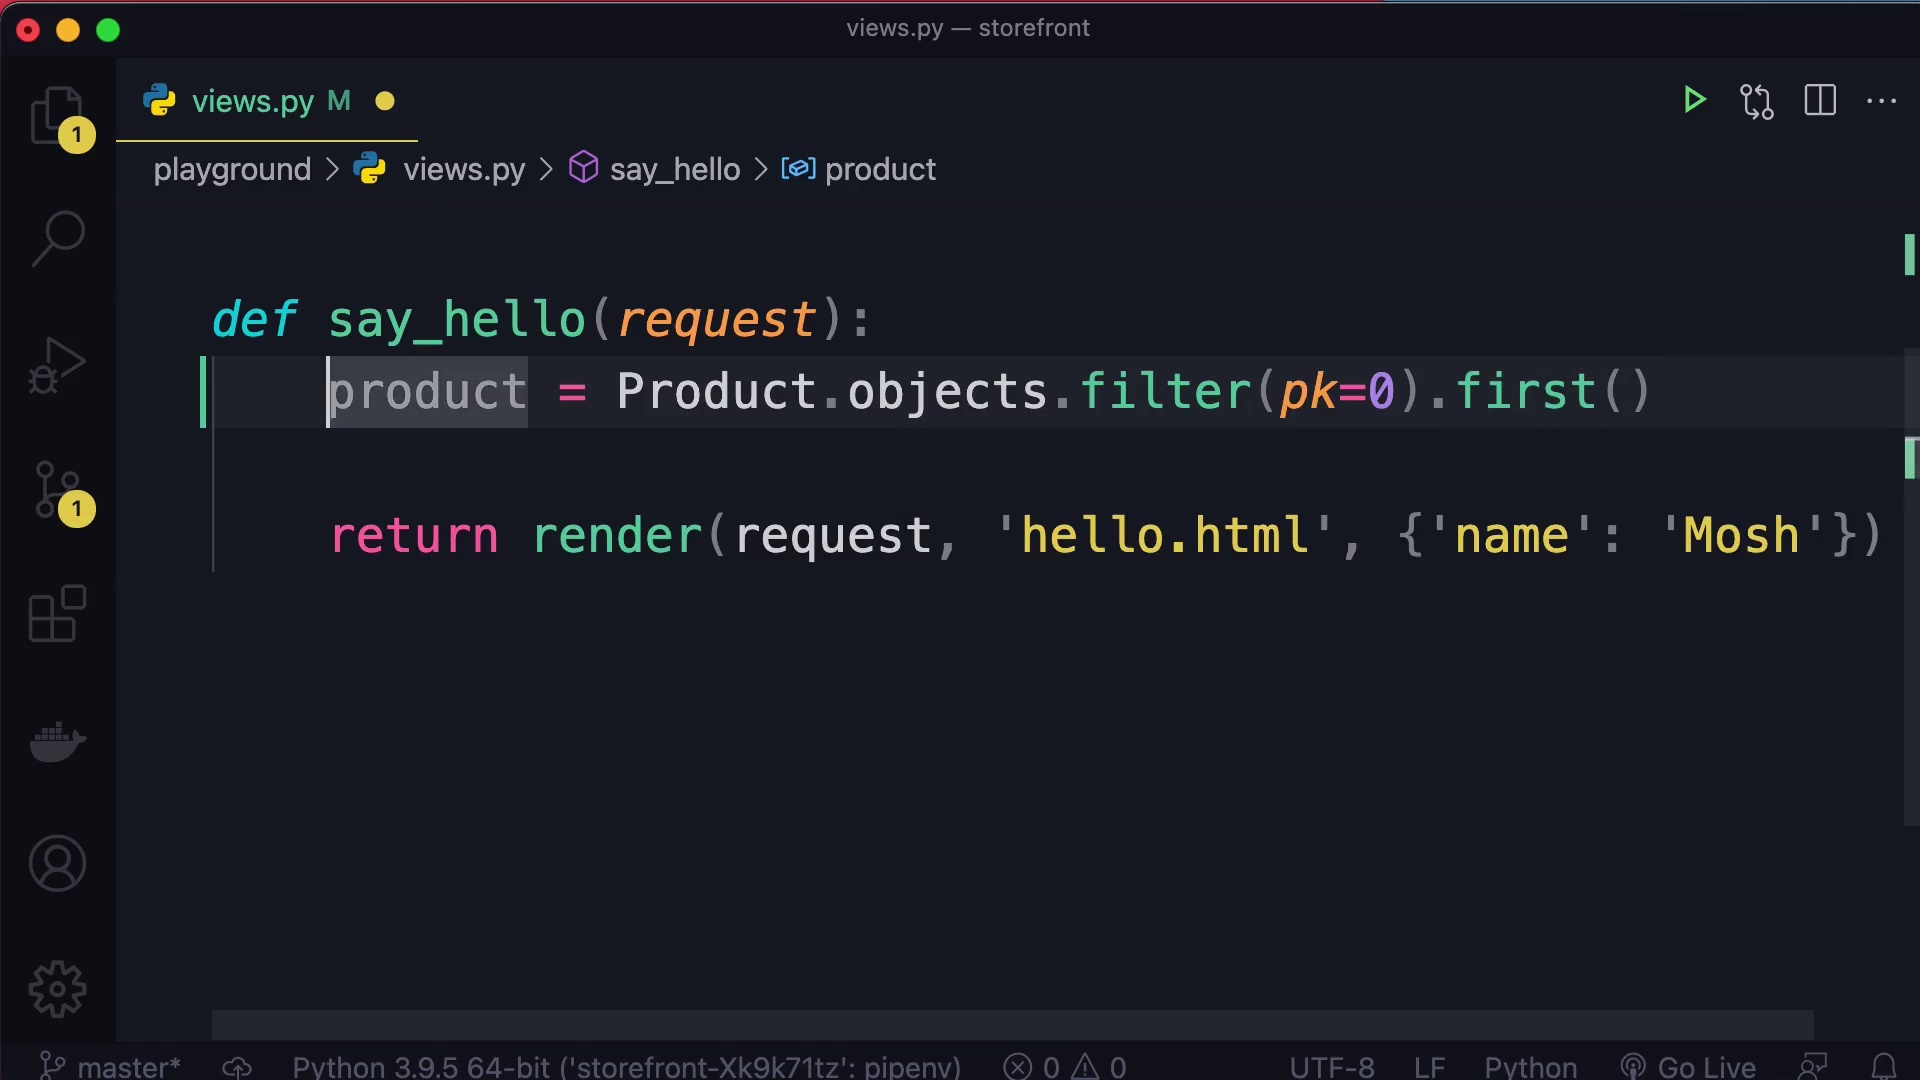 views.py — storefront
views.py M
1
playground > views.py > say_hello > product
def say_hello(request):
product = Product.objects.filter(pk=0).first()
1
return render(request, 'hello.html', {'name': 'Mosh'})
master* Python 3.9.5 64-bit ('storefront-Xk9k71tz': pipenv) 0 0 UTF-8 LF Python Go Live